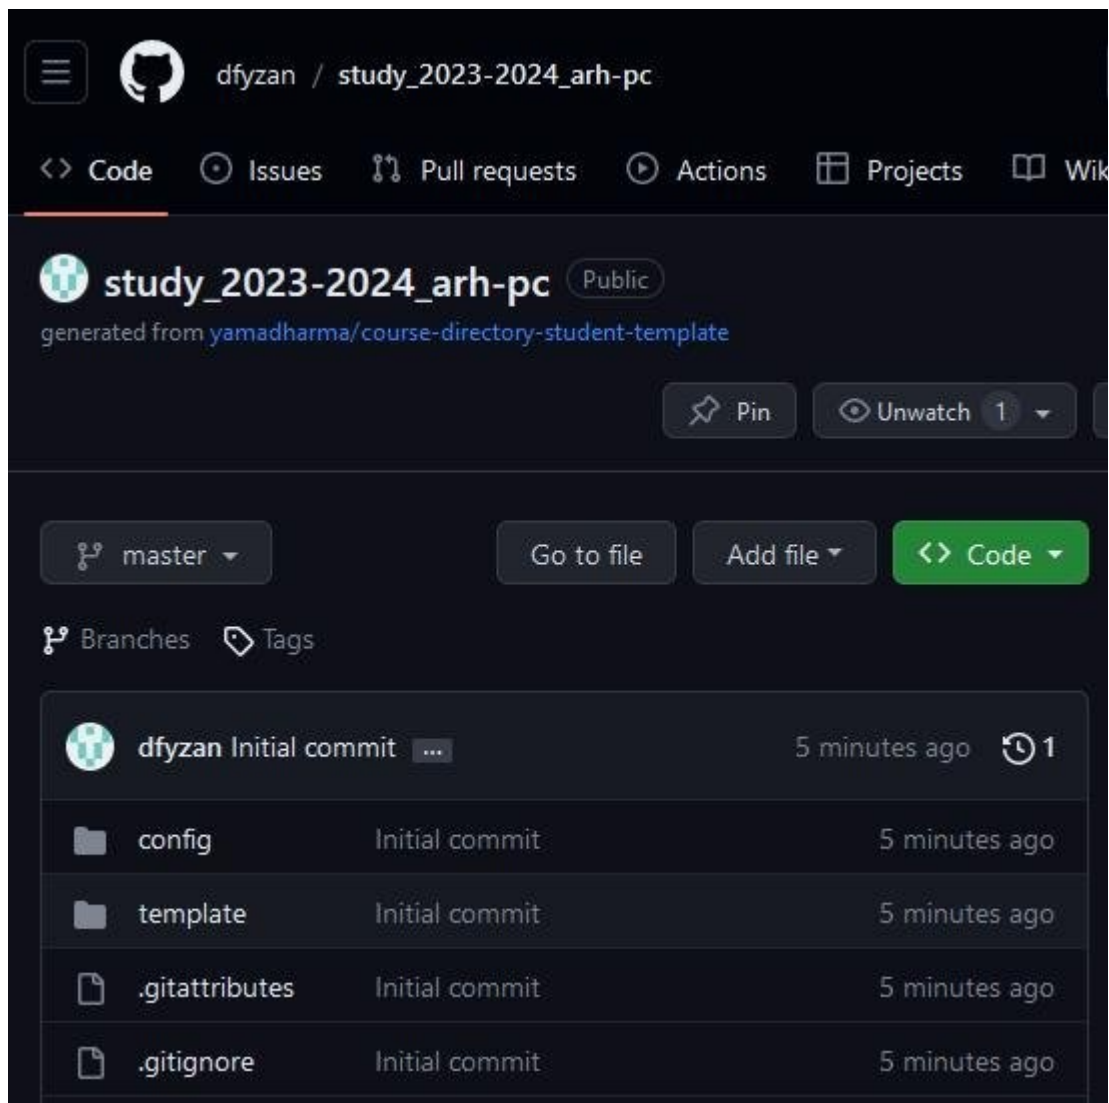 dfyzan / study_2023-2024_arh-pc
Code Issues Pull requests Actions Projects Wik
study_2023-2024_arh-pc Public
generated from yamadharma/course-directory-student-template
Pin Unwatch 1
master Go to file Add file Code
Branches Tags
dfyzan Initial commit ... 5 minutes ago 1
config Initial commit 5 minutes ago
template Initial commit 5 minutes ago
.gitattributes Initial commit 5 minutes ago
.gitignore Initial commit 5 minutes ago